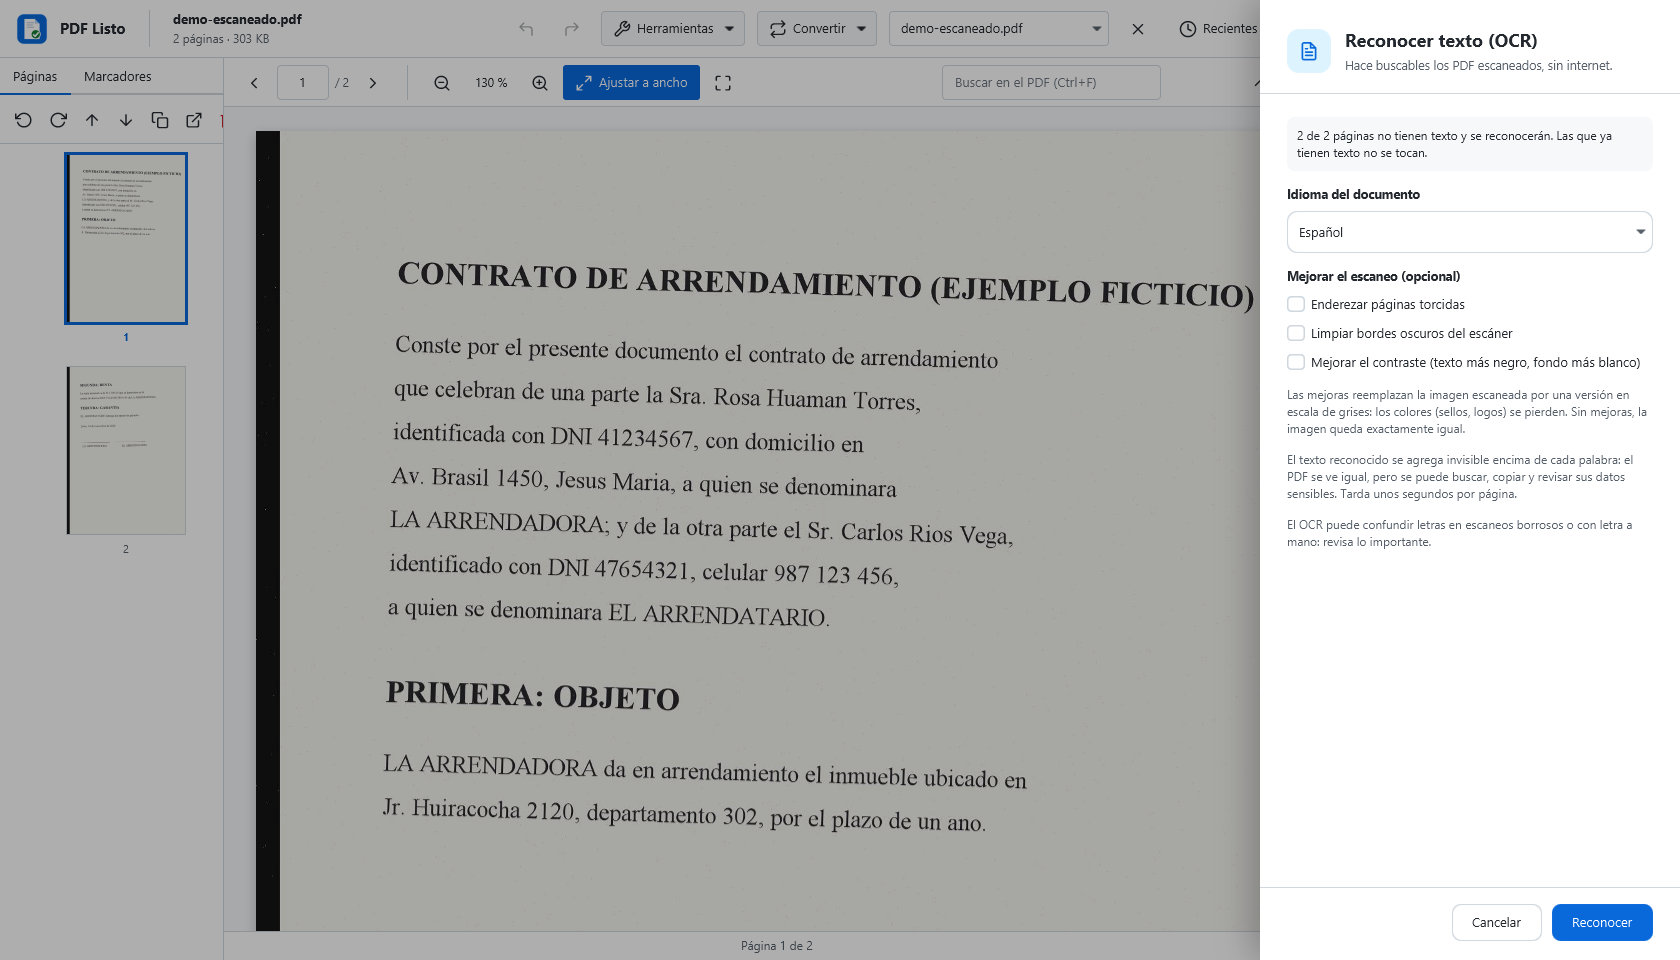 PDF Listo
demo-escaneado.pdf
2 páginas · 303 KB
Herramientas
Convertir
demo-escaneado.pdf
Recientes
Páginas
Marcadores
1
/ 2
130 %
Ajustar a ancho
Buscar en el PDF (Ctrl+F)
1
2
CONTRATO DE ARRENDAMIENTO (EJEMPLO FICTICIO)
Conste por el presente documento el contrato de arrendamiento
que celebran de una parte la Sra. Rosa Huaman Torres,
identificada con DNI 41234567, con domicilio en
Av. Brasil 1450, Jesus Maria, a quien se denominara
LA ARRENDADORA; y de la otra parte el Sr. Carlos Rios Vega,
identificado con DNI 47654321, celular 987 123 456,
a quien se denominara EL ARRENDATARIO.
PRIMERA: OBJETO
LA ARRENDADORA da en arrendamiento el inmueble ubicado en
Jr. Huiracocha 2120, departamento 302, por el plazo de un ano.
Página 1 de 2
Reconocer texto (OCR)
Hace buscables los PDF escaneados, sin internet.
2 de 2 páginas no tienen texto y se reconocerán. Las que ya
tienen texto no se tocan.
Idioma del documento
Español
Mejorar el escaneo (opcional)
Enderezar páginas torcidas
Limpiar bordes oscuros del escáner
Mejorar el contraste (texto más negro, fondo más blanco)
Las mejoras reemplazan la imagen escaneada por una versión en
escala de grises: los colores (sellos, logos) se pierden. Sin mejoras, la
imagen queda exactamente igual.
El texto reconocido se agrega invisible encima de cada palabra: el
PDF se ve igual, pero se puede buscar, copiar y revisar sus datos
sensibles. Tarda unos segundos por página.
El OCR puede confundir letras en escaneos borrosos o con letra a
mano: revisa lo importante.
Cancelar
Reconocer